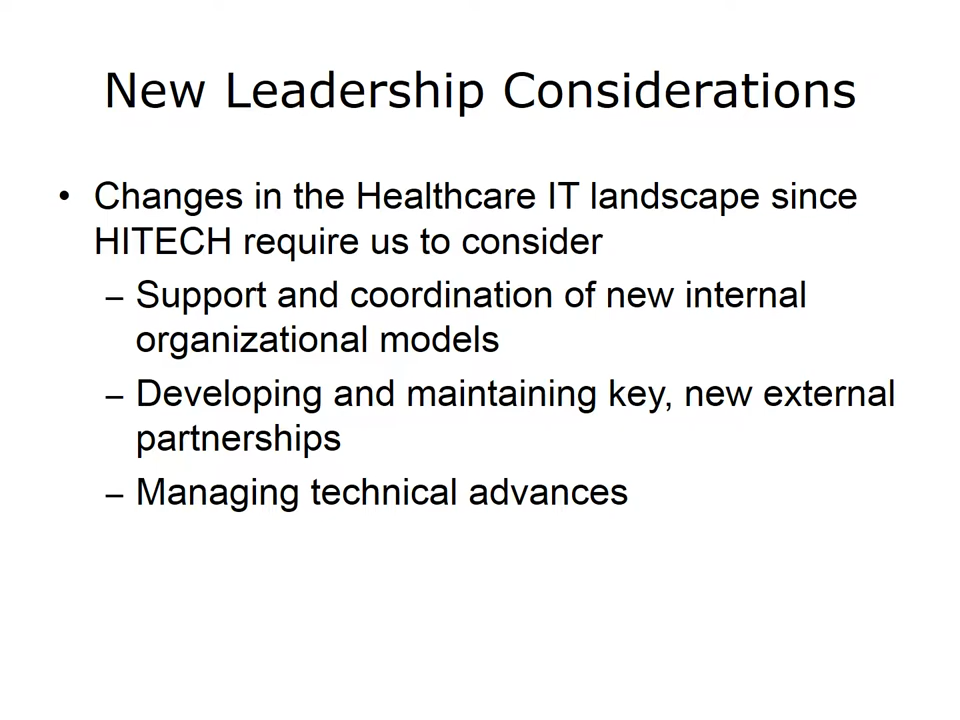 New Leadership Considerations
• Changes in the Healthcare IT landscape since
HITECH require us to consider
– Support and coordination of new internal
organizational models
– Developing and maintaining key, new external
partnerships
– Managing technical advances